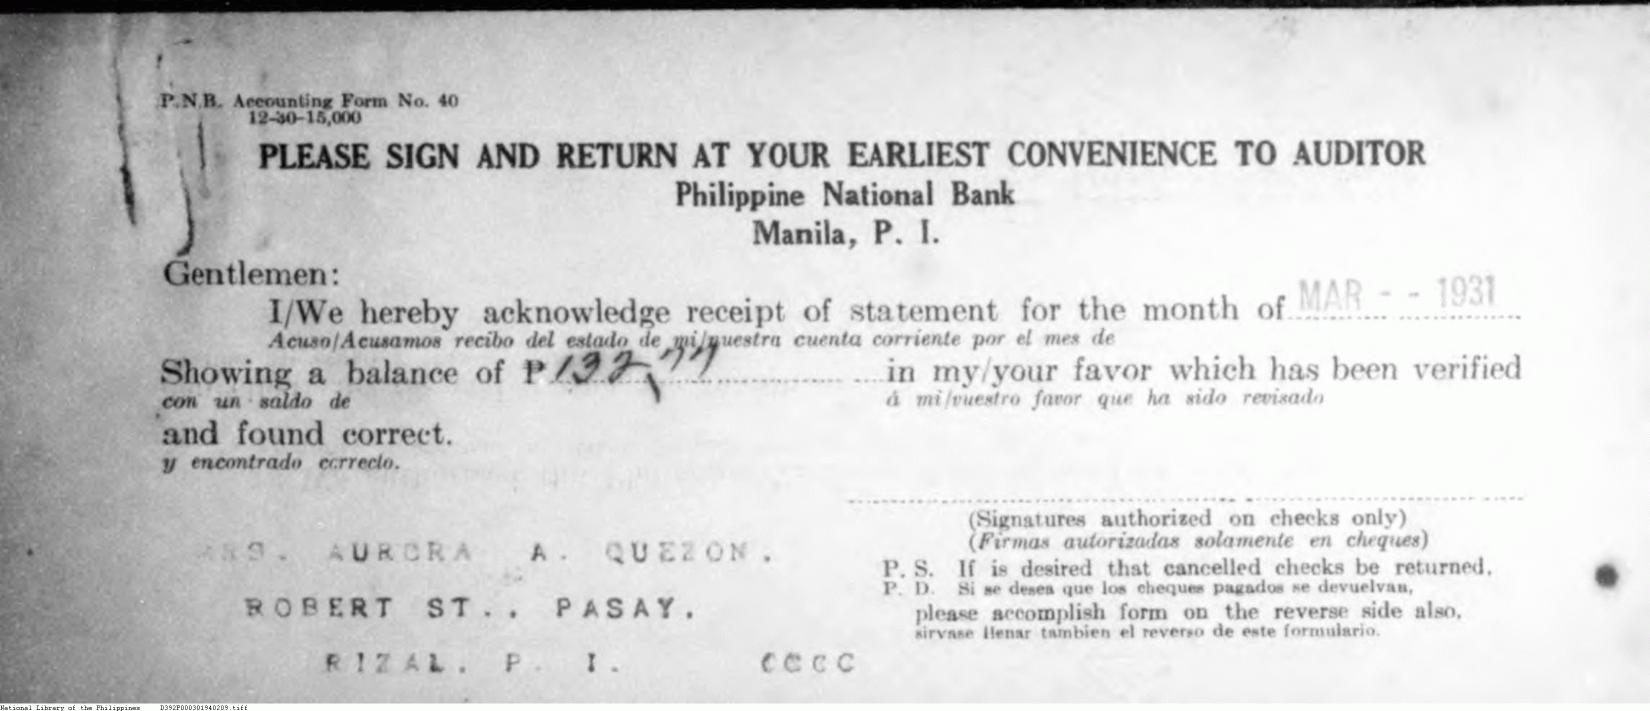 P.N.B. Accounting Form No. 40
12-30-15,000
PLEASE SIGN AND RETURN AT YOUR EARLIEST CONVENIENCE TO AUDITOR
Philippine National Bank
Manila, P. I.
Gentlemen:
I/We hereby acknowledge receipt of statement for the month of MAR - - 1931
Acuso/Acusamos recibo del estado de mi/nuestra cuenta corriente por el mes de
Showing a balance of ₱ 132,77 in my/your favor which has been verified
con un saldo de á mi/vuestro favor que ha sido revisado
and found correct.
y encontrado correcto.
(Signatures authorized on checks only)
(Firmas autorizadas solamente en cheques)
MRS. AURORA A. QUEZON.
ROBERT ST., PASAY.
RIZAL. P. I. CCCC
P. S. If is desired that cancelled checks be returned,
P. D. Si se desea que los cheques pagados se devuelvan,
please accomplish form on the reverse side also,
sirvase llenar tambien el reverso de este formulario.
National Library of the Philippines D392P000301940209.tiff